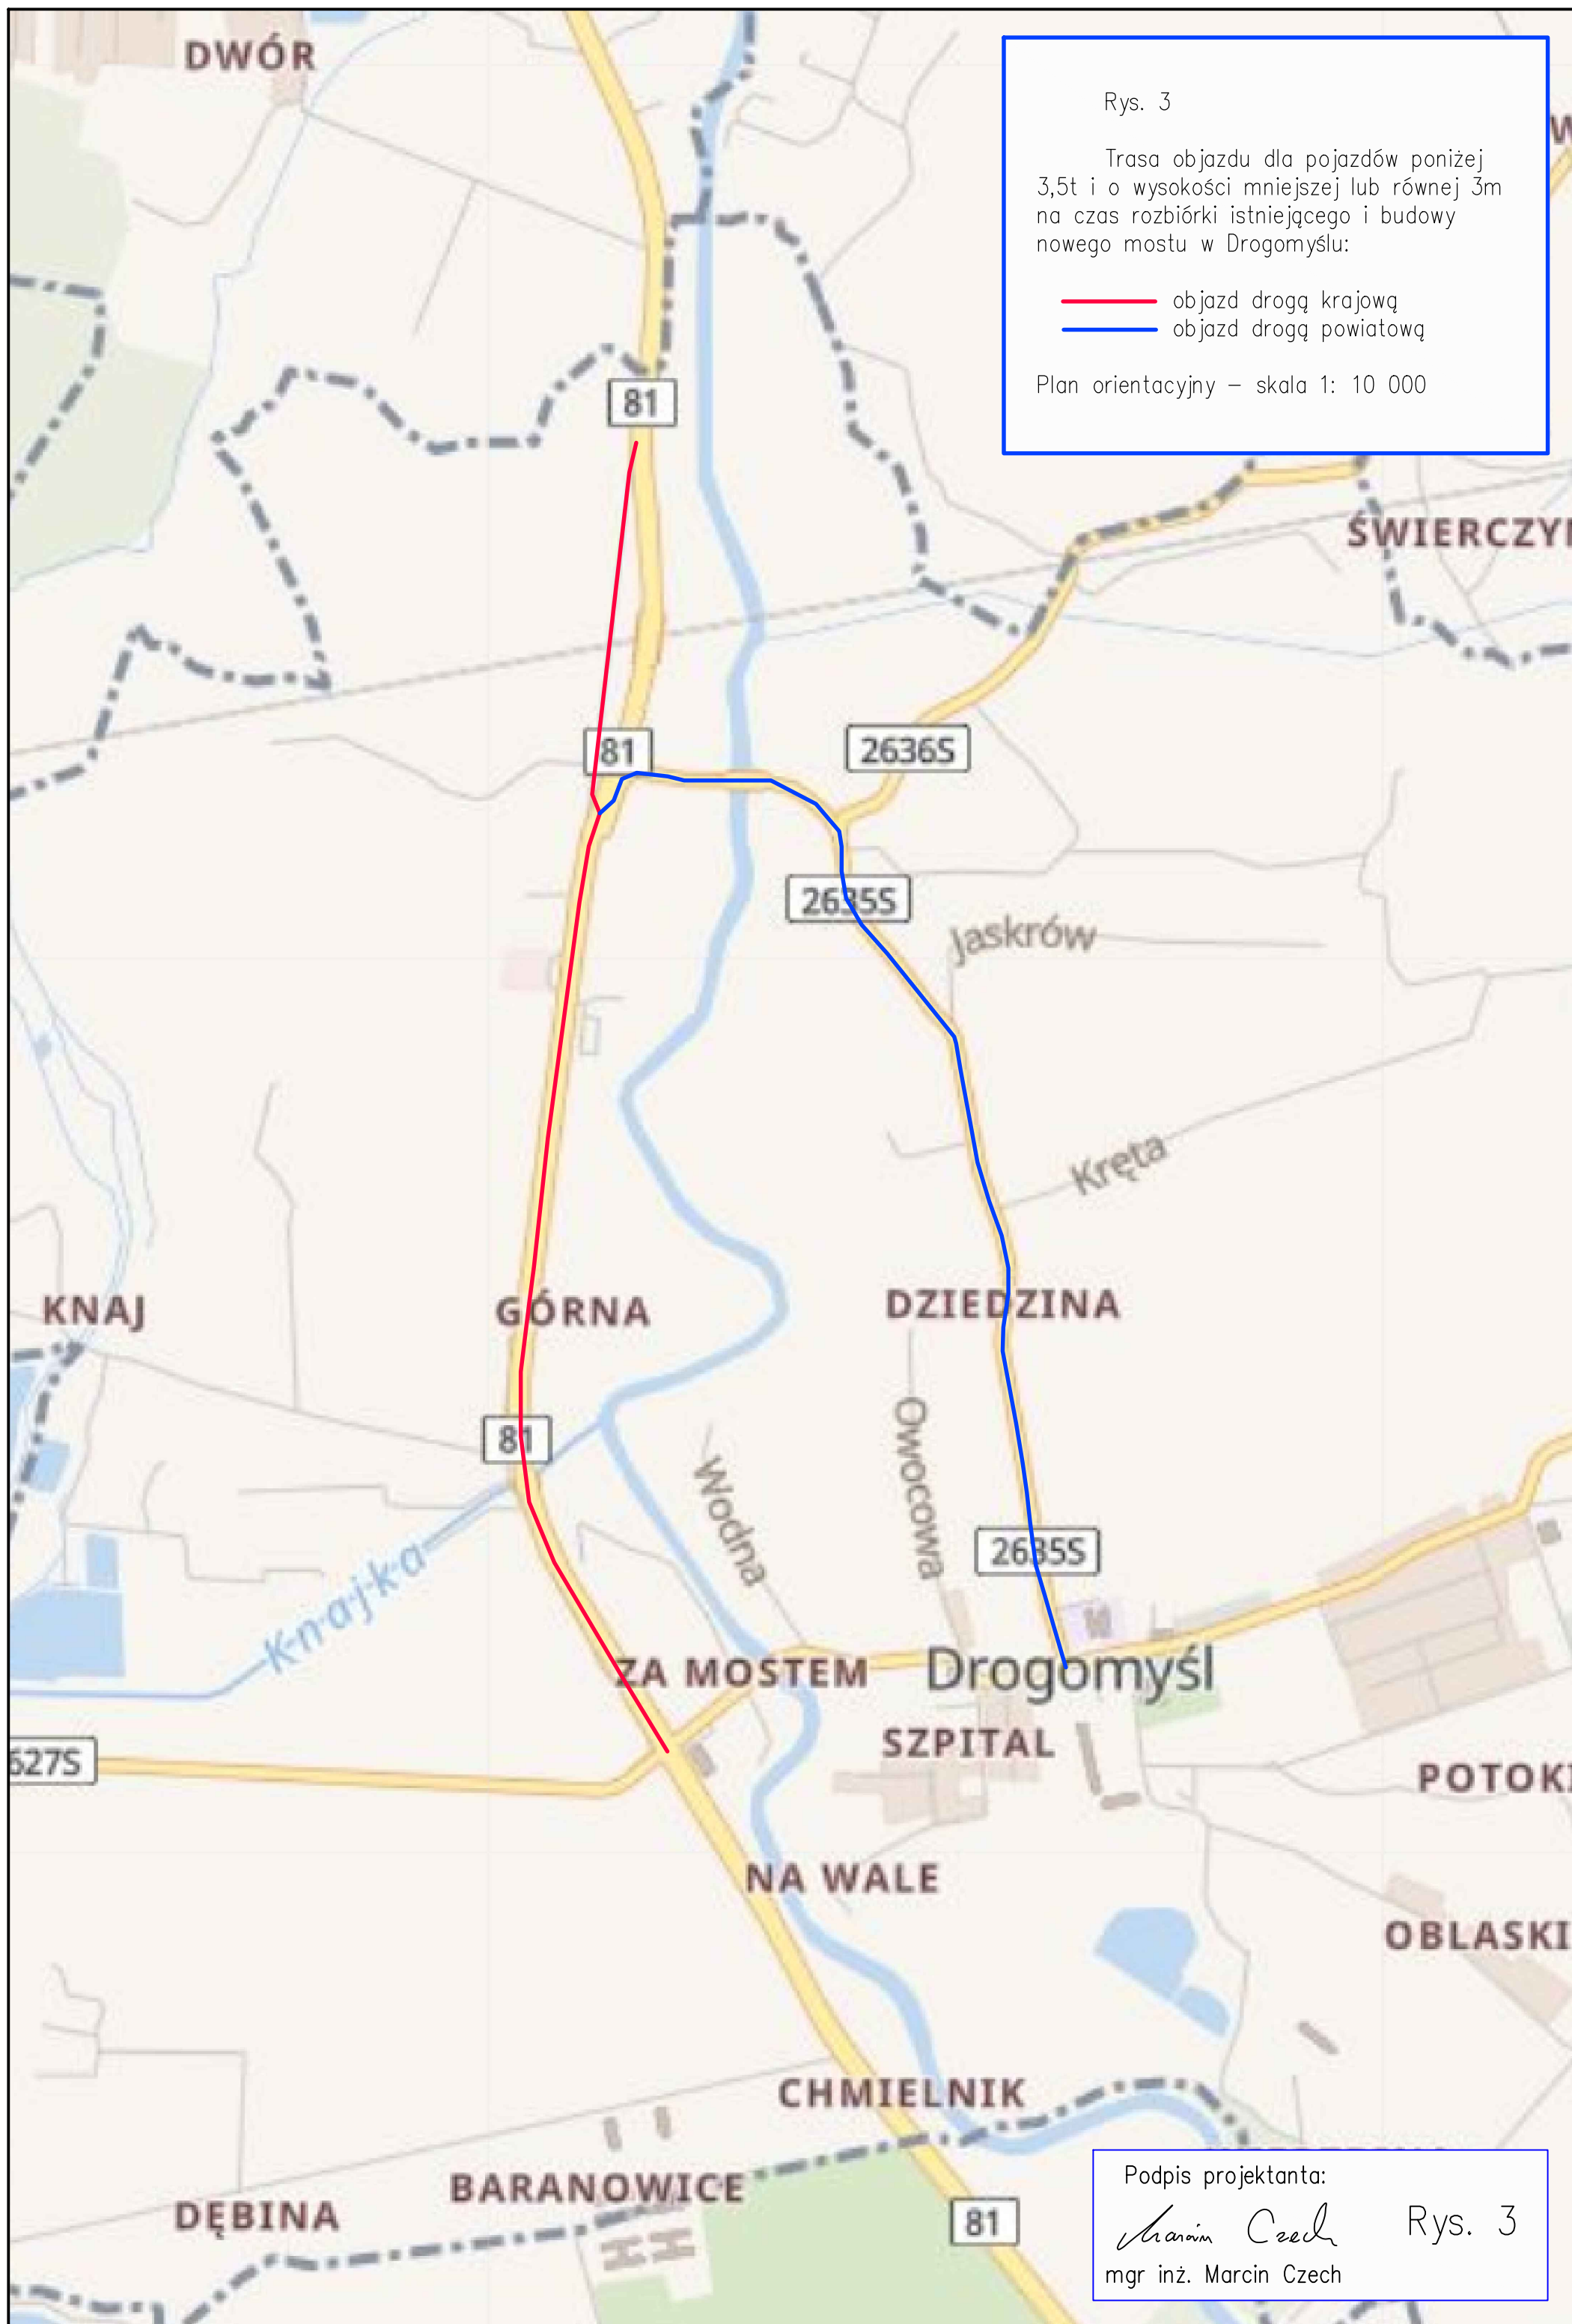 DWÓR
Rys. 3
Trasa objazdu dla pojazdów poniżej
3,5t i o wysokości mniejszej lub równej 3m
na czas rozbiórki istniejącego i budowy
nowego mostu w Drogomyślu:
objazd drogą krajową
objazd drogą powiatową
Plan orientacyjny – skala 1: 10 000
81
ŚWIERCZY
81
2636S
2635S
Jaskrów
Kręta
KNAJ
GÓRNA
DZIEDZINA
81
Wodna
Owocowa
2635S
Knajka
ZA MOSTEM
Drogomyśl
SZPITAL
627S
POTOKI
NA WALE
OBLASKI
CHMIELNIK
BARANOWICE
DĘBINA
81
Podpis projektanta:
Marcin Czech
Rys. 3
mgr inż. Marcin Czech